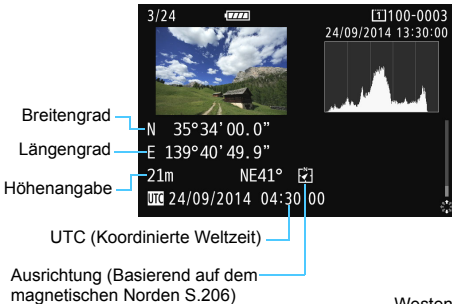 3/24 1 100-0003
24/09/2014 13:30:00
Breitengrad
N 35°34'00.0"
Längengrad
E 139°40'49.9"
Höhenangabe
21m NE41° N
UTC 24/09/2014 04:30:00
UTC (Koordinierte Weltzeit)
Ausrichtung (Basierend auf dem
magnetischen Norden S.206)